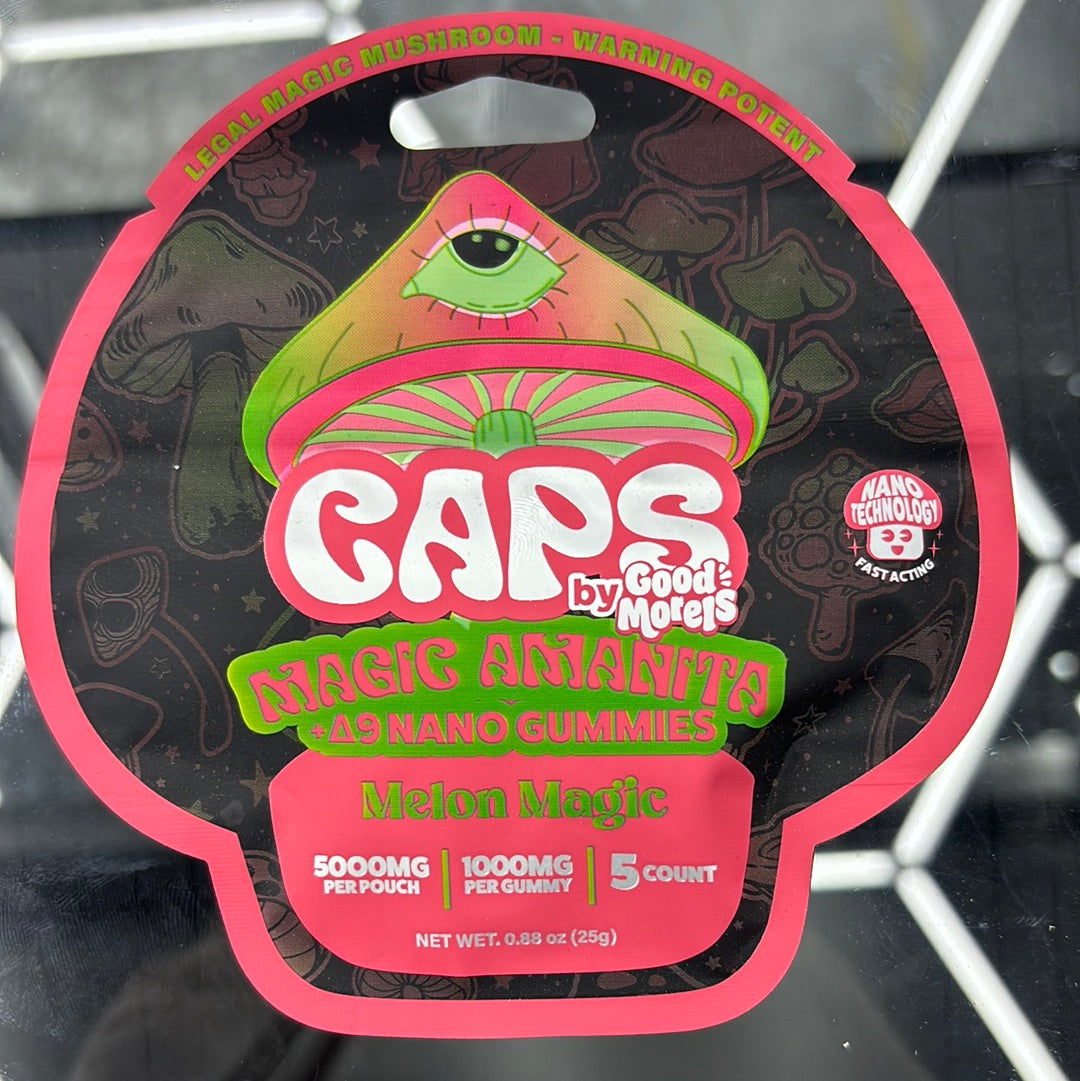 LEGAL MAGIC MUSHROOM - WARNING POTENT
CAPS
by Good Morels
NANO
TECHNOLOGY
FAST ACTING
MAGIC AMANITA
+Δ9 NANO GUMMIES
Melon Magic
5000MG PER POUCH
1000MG PER GUMMY
5 COUNT
NET WET. 0.88 oz (25g)